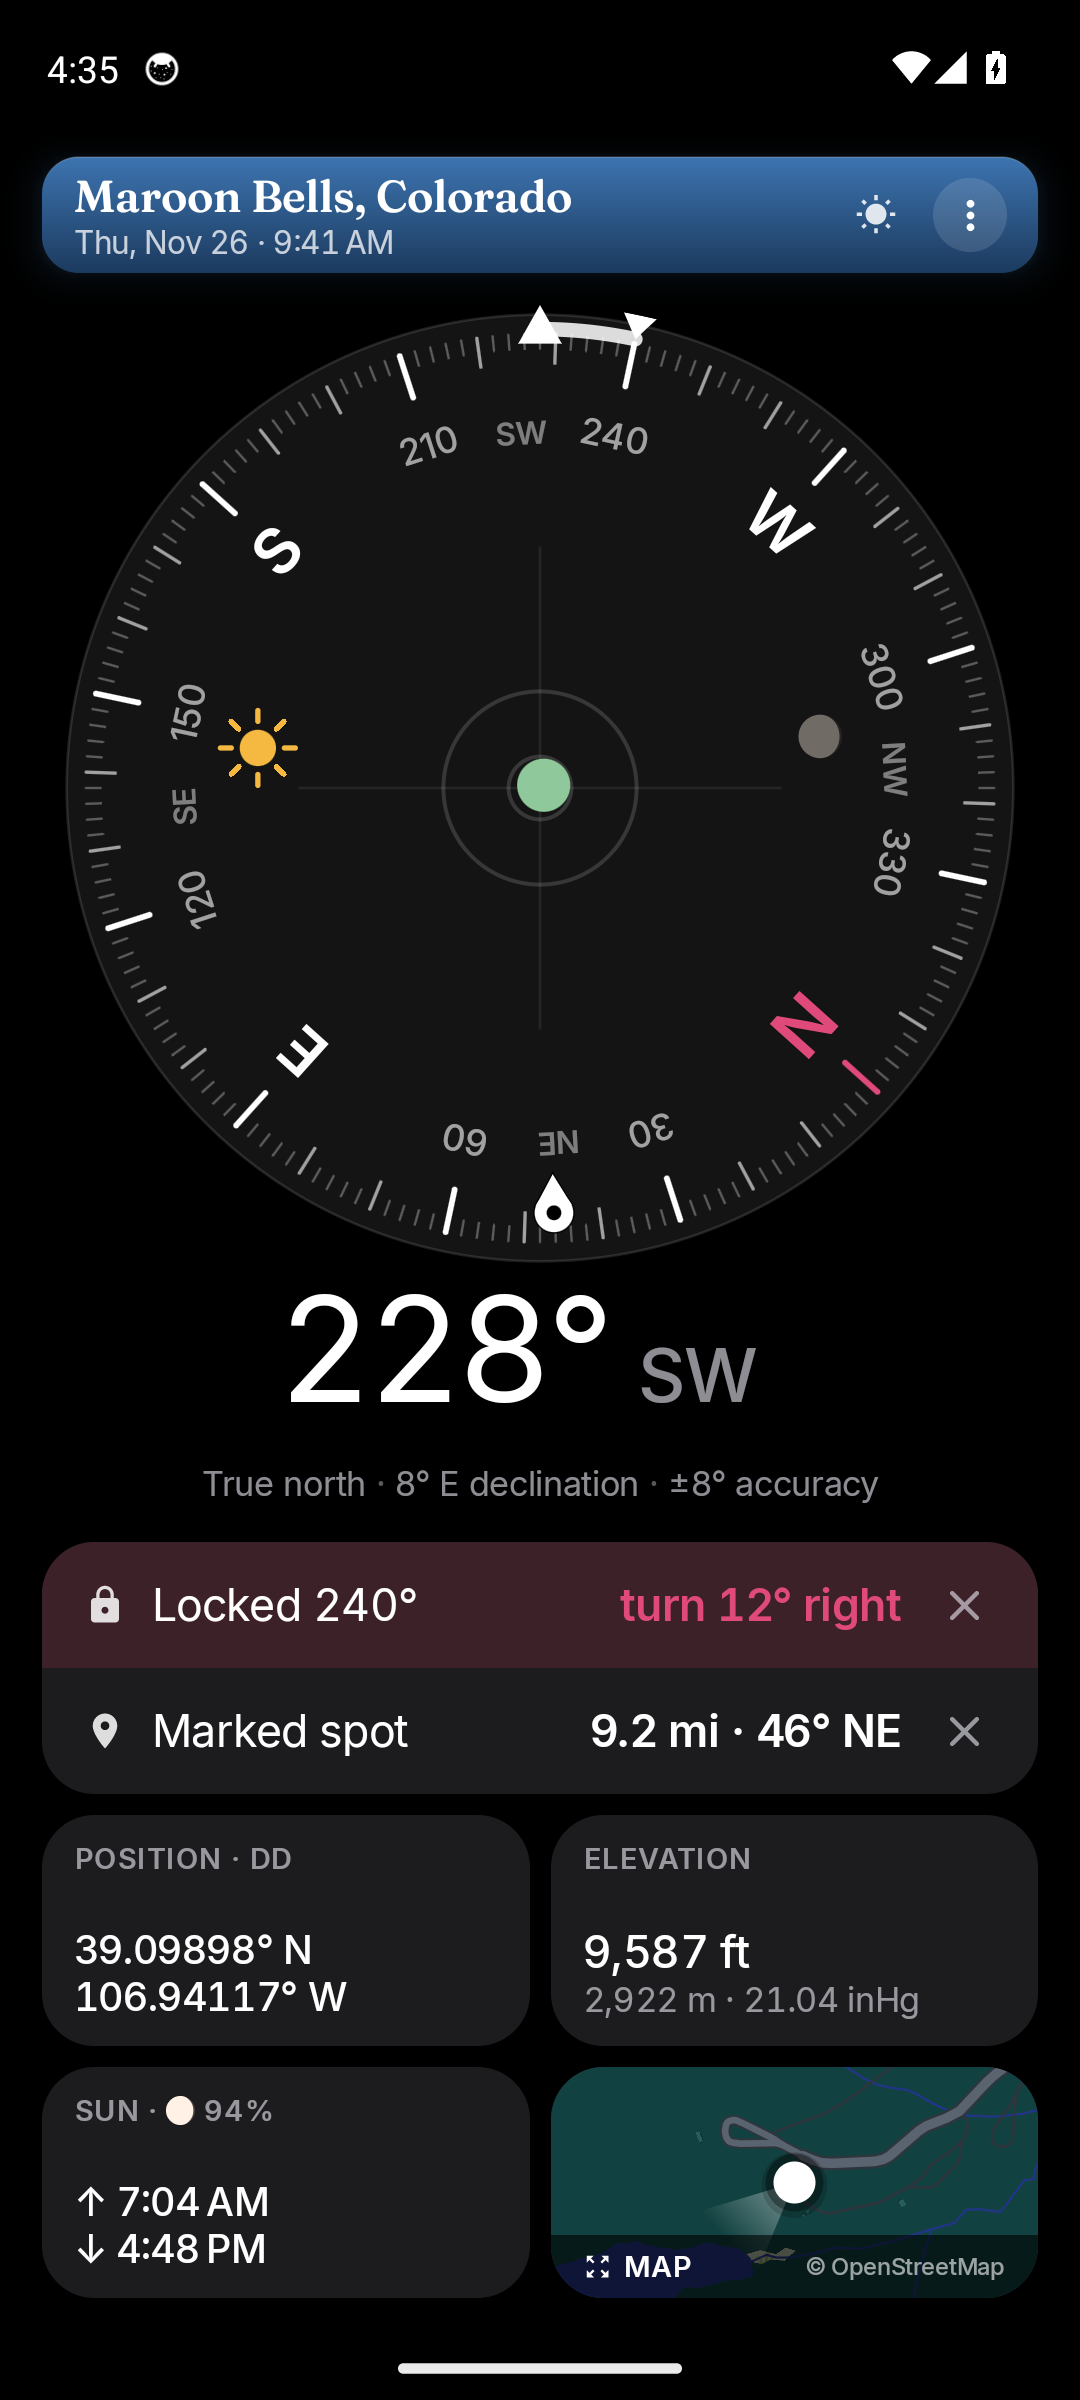 4:35
Maroon Bells, Colorado
Thu, Nov 26 · 9:41 AM
210 SW 240
S W
150 300
SE NW
120 330
E N
60 NE 30
228° SW
True north · 8° E declination · ±8° accuracy
Locked 240° turn 12° right
Marked spot 9.2 mi · 46° NE
POSITION · DD
39.09898° N
106.94117° W
ELEVATION
9,587 ft
2,922 m · 21.04 inHg
SUN · 94%
↑ 7:04 AM
↓ 4:48 PM
MAP © OpenStreetMap